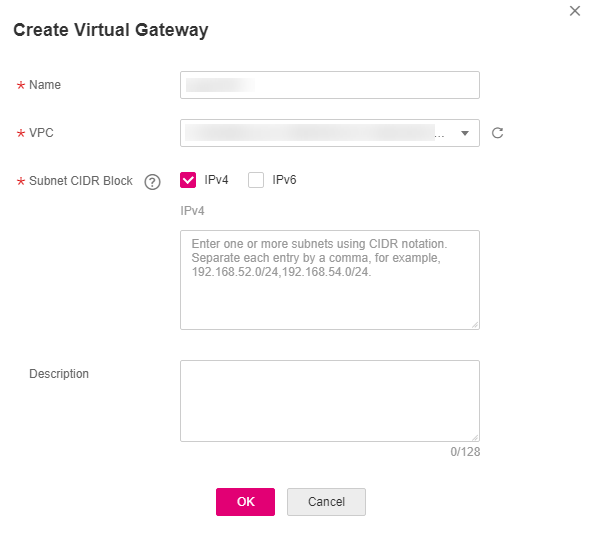 Create Virtual Gateway
* Name
* VPC
...
* Subnet CIDR Block ? IPv4 IPv6
IPv4
Enter one or more subnets using CIDR notation.
Separate each entry by a comma, for example,
192.168.52.0/24,192.168.54.0/24.
Description
0/128
OK Cancel